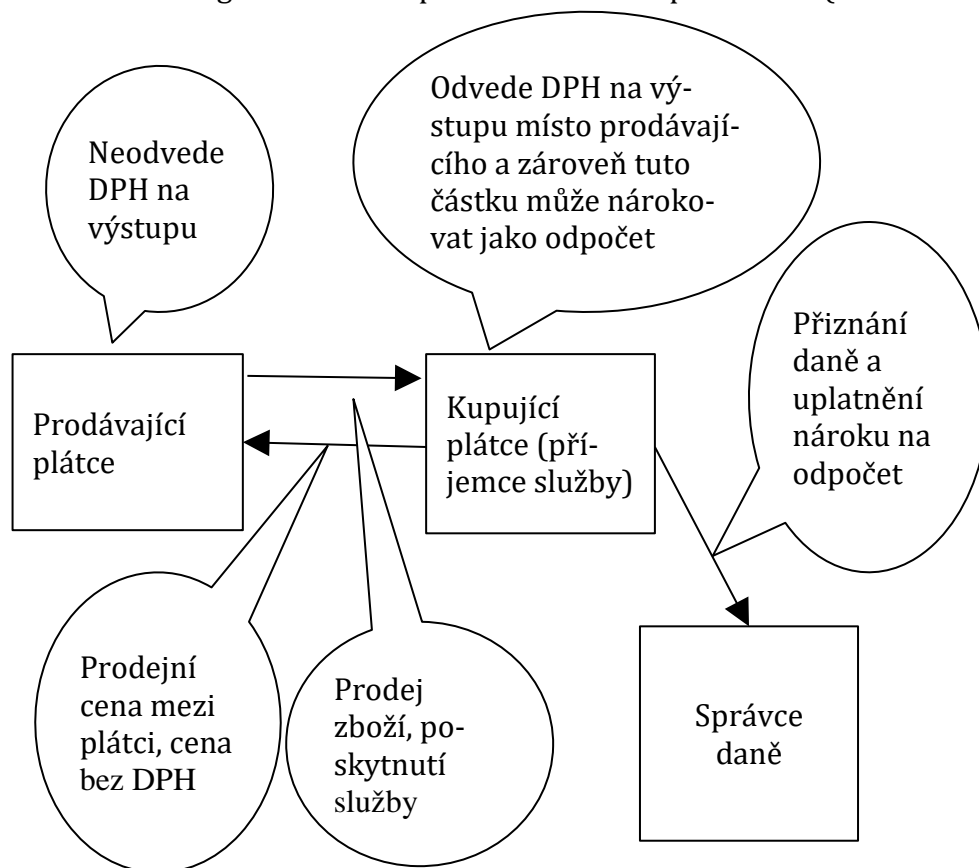 Odvede DPH na vý-
stupu místo prodávají-
cího a zároveň tuto
částku může nároko-
vat jako odpočet
Neodvede
DPH na
výstupu
Přiznání
daně a
uplatnění
nároku na
odpočet
Prodávající
plátce
Kupující
plátce (pří-
jemce služby)
Prodejní
cena mezi
plátci, cena
bez DPH
Prodej
zboží, po-
skytnutí
služby
Správce
daně